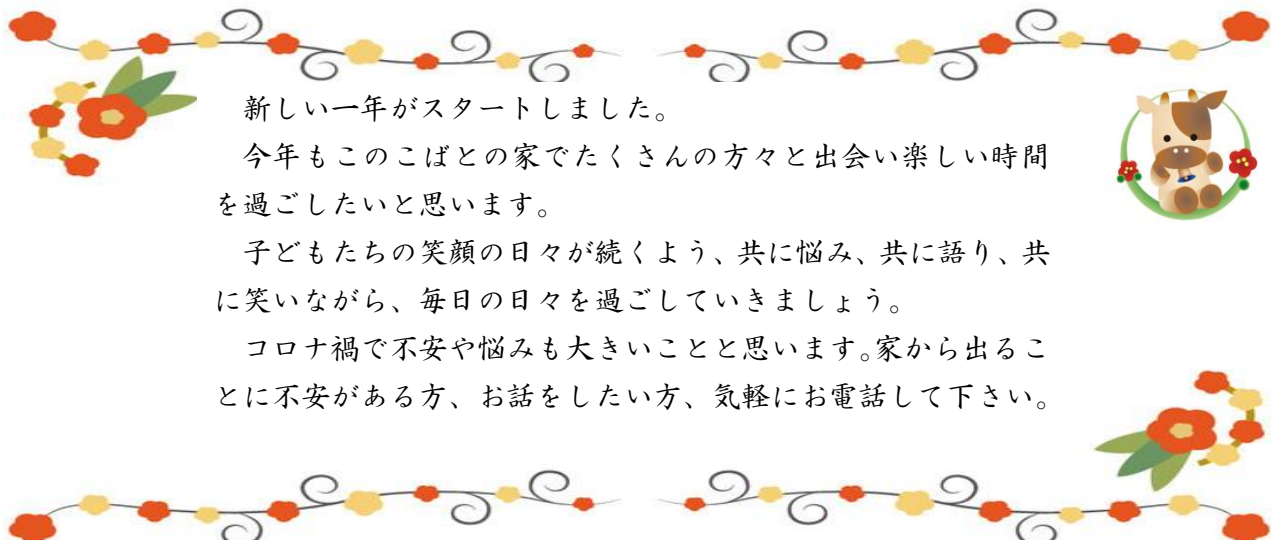 新しい一年がスタートしました。
今年もこのこばとの家でたくさんの方々と出会い楽しい時間
を過ごしたいと思います。
子どもたちの笑顔の日々が続くよう、共に悩み、共に語り、共
に笑いながら、毎日の日々を過ごしていきましょう。
コロナ禍で不安や悩みも大きいことと思います。家から出るこ
とに不安がある方、お話をしたい方、気軽にお電話して下さい。